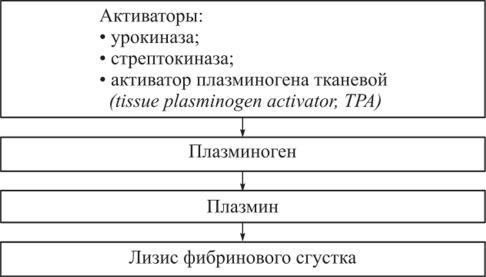 Активаторы:
• урокиназа;
• стрептокиназа;
• активатор плазминогена тканевой
(tissue plasminogen activator, TPA)
Плазминоген
Плазмин
Лизис фибринового сгустка